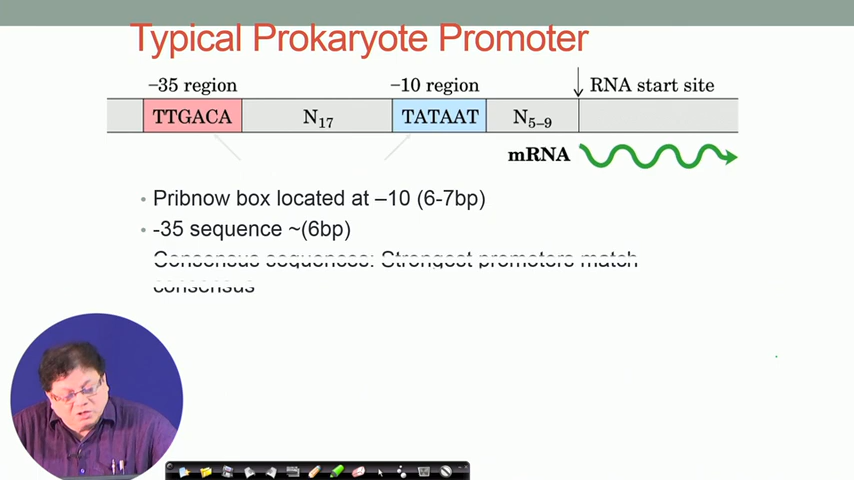 Typical Prokaryote Promoter
–35 region –10 region RNA start site
TTGACA N17 TATAAT N5–9
mRNA
• Pribnow box located at –10 (6-7bp)
• -35 sequence ~(6bp)
Consensus sequences: Strongest promoters match
consensus